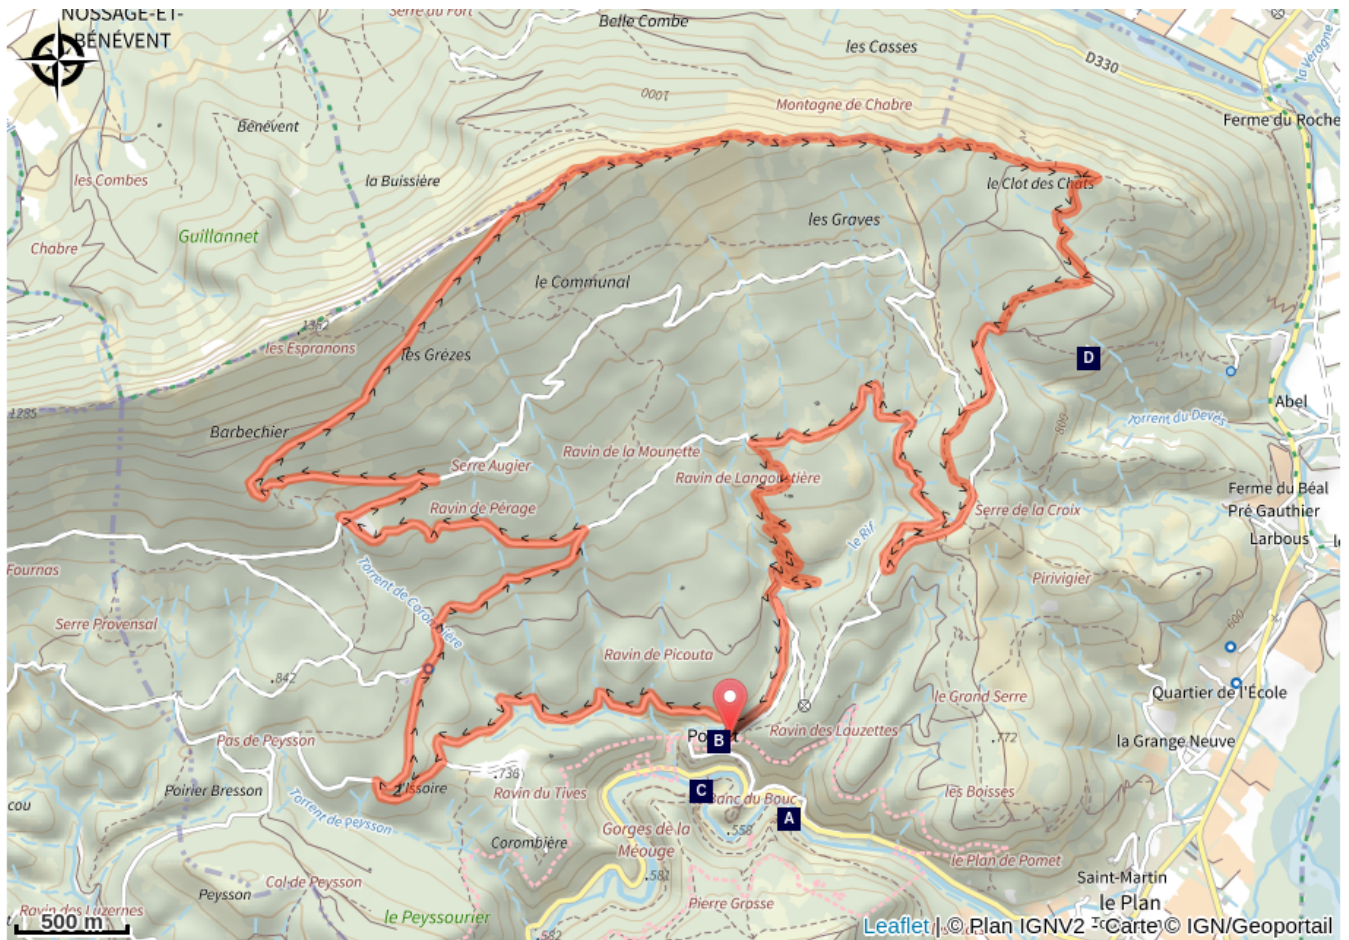 NOSSAGE-ET-
BÉNÉVENT
Serre du Fort
Belle Combe
les Casses
D330
la Véragne
1000
Montagne de Chabre
Ferme du Roche
Bénévent
les Combes
la Buissière
le Clot des Chats
les Graves
Guillannet
Chabre
le Communal
.1352
les Espranons
les Grèzes
D
Abel
1285
Torrent du Devès
800
Barbechier
Serre Augier
Ravin de la Mounette
Ravin de Langoustière
Ferme du Béal
Pré Gauthier
Ravin de Pérage
Serre de la Croix
Larbous
le Rif
Fournas
Pirivigier
Torrent de Corombière
600
Serre Provensal
Ravin de Picouta
.842
le Grand Serre
Quartier de l'École
Ravin des Lauzettes
B
Pas de Peysson
.772
la Grange Neuve
.736
l'Issoire
Poirier Bresson
Ravin du Tives
C
Banc du Bouc
les Boisses
cou
Torrent de Peysson
A
Gorges de la
Méouge
.558
Corombière
le Plan de Pomet
.581
Saint-Martin
Col de Peysson
Peysson
Pierre Grosse
le Plan
Ravin des Luzernes
le Peyssourier
500 m
.582
Leaflet | © Plan IGNV2 - Carte © IGN/Geoportail